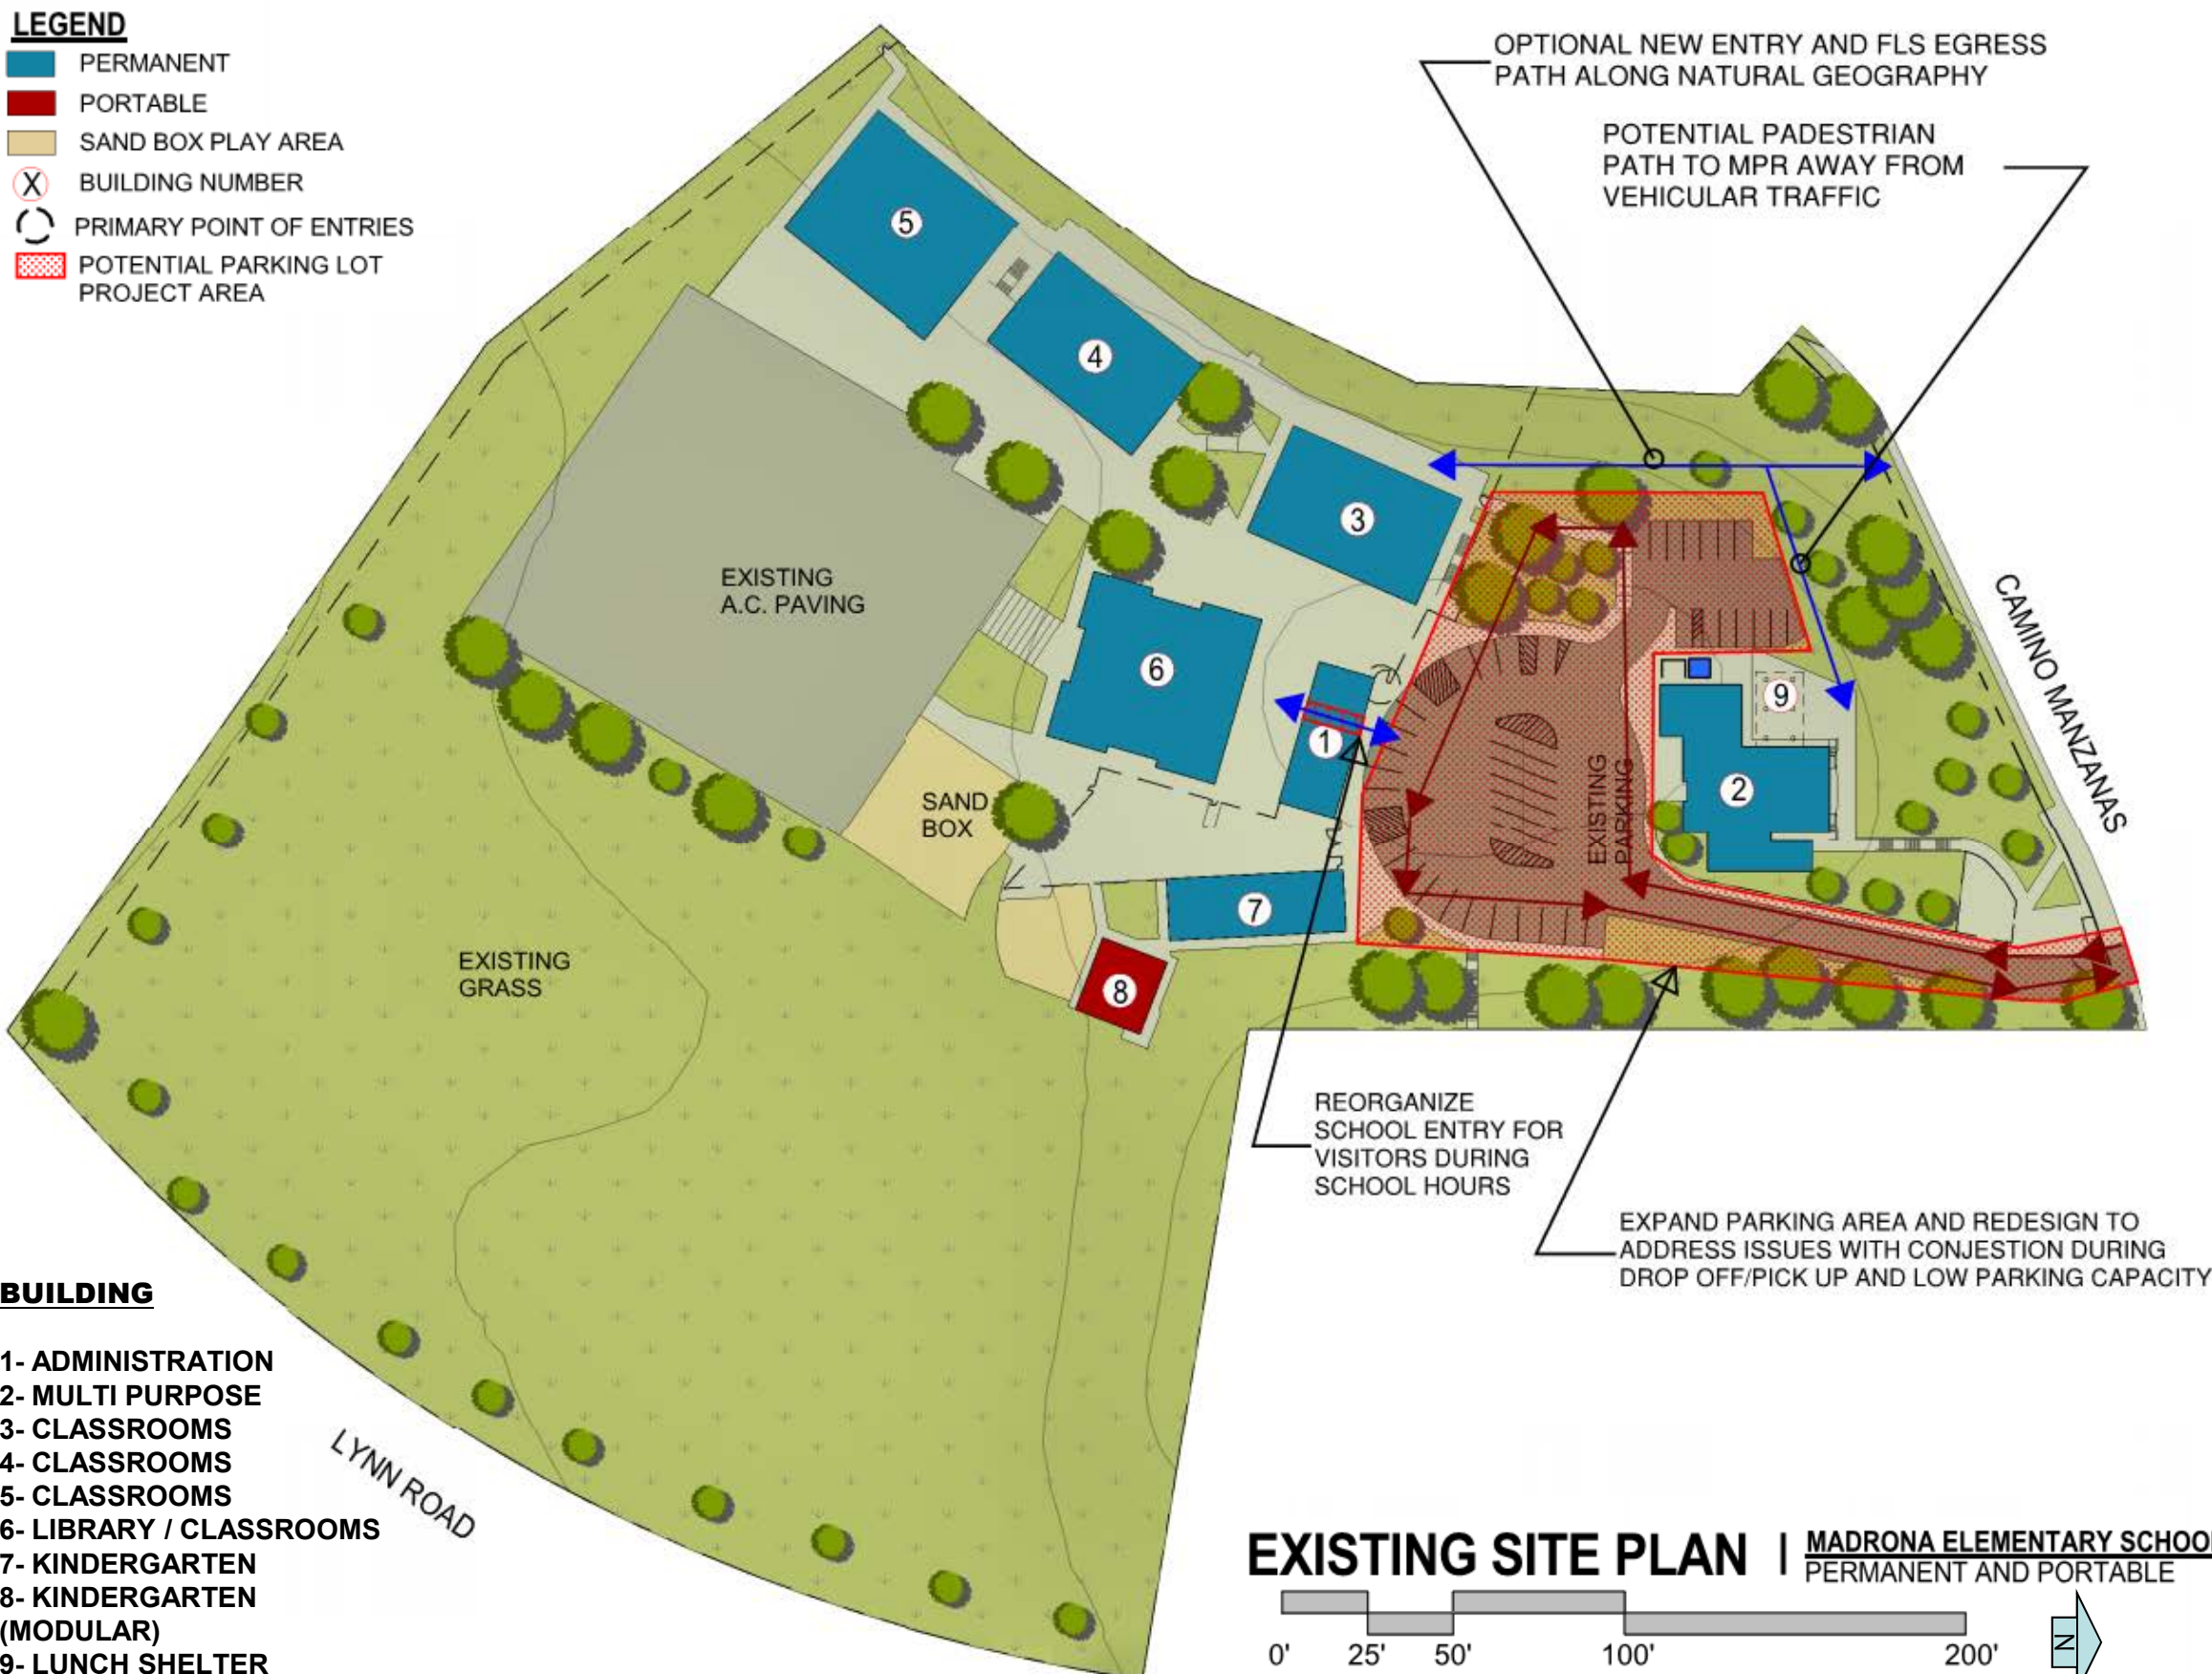 LEGEND
PERMANENT
PORTABLE
SAND BOX PLAY AREA
X
BUILDING NUMBER
PRIMARY POINT OF ENTRIES
POTENTIAL PARKING LOT
PROJECT AREA
OPTIONAL NEW ENTRY AND FLS EGRESS
PATH ALONG NATURAL GEOGRAPHY
POTENTIAL PADESTRIAN
PATH TO MPR AWAY FROM
VEHICULAR TRAFFIC
5
4
3
EXISTING
A.C. PAVING
6
1
9
2
CAMINO MANZANAS
EXISTING
PARKING
SAND
BOX
7
8
EXISTING
GRASS
REORGANIZE
SCHOOL ENTRY FOR
VISITORS DURING
SCHOOL HOURS
EXPAND PARKING AREA AND REDESIGN TO
ADDRESS ISSUES WITH CONJESTION DURING
DROP OFF/PICK UP AND LOW PARKING CAPACITY
LYNN ROAD
BUILDING
1- ADMINISTRATION
2- MULTI PURPOSE
3- CLASSROOMS
4- CLASSROOMS
5- CLASSROOMS
6- LIBRARY / CLASSROOMS
7- KINDERGARTEN
8- KINDERGARTEN
(MODULAR)
9- LUNCH SHELTER
EXISTING SITE PLAN | MADRONA ELEMENTARY SCHOOL
PERMANENT AND PORTABLE
0' 25' 50' 100' 200'
N